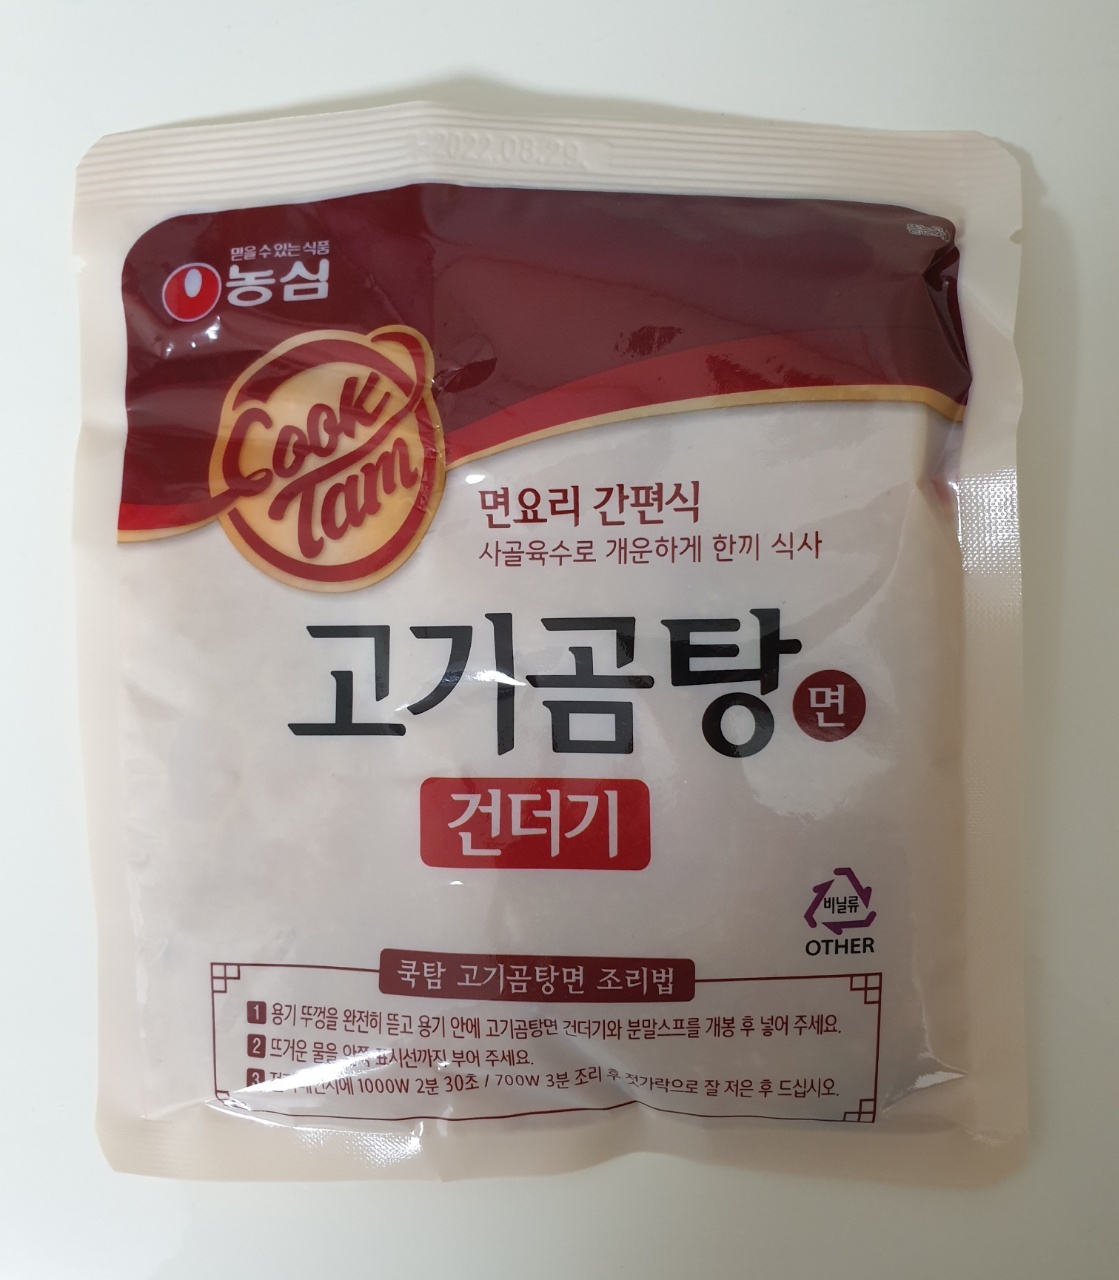 2022.08.29.
믿을 수 있는 식품
농심
Cook
Tam
면요리 간편식
사골육수로 개운하게 한끼 식사
고기곰탕
면
건더기
비닐류
OTHER
쿡탐 고기곰탕면 조리법
1 용기 뚜껑을 완전히 뜯고 용기 안에 고기곰탕면 건더기와 분말스프를 개봉 후 넣어 주세요.
2 뜨거운 물을 안쪽 표시선까지 부어 주세요.
3 1000W 2분 30초 / 700W 3분 조리 후 젓가락으로 잘 저은 후 드십시오.